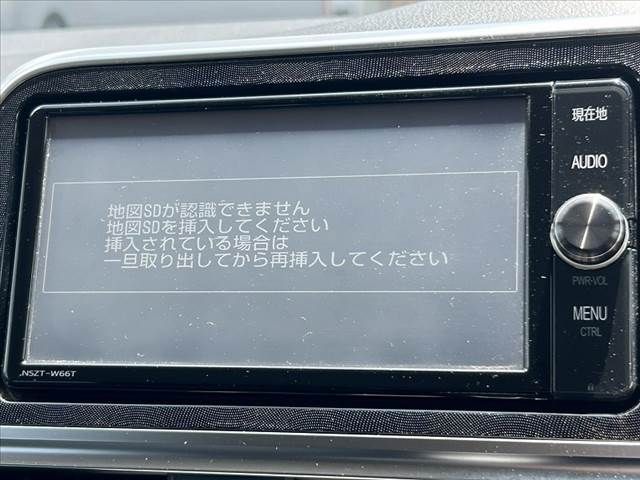 現在地
AUDIO
地図SDが認識できません
地図SDを挿入してください
挿入されている場合は
一旦取り出してから再挿入してください
PWR·VOL
MENU
CTRL
NSZT-W66T